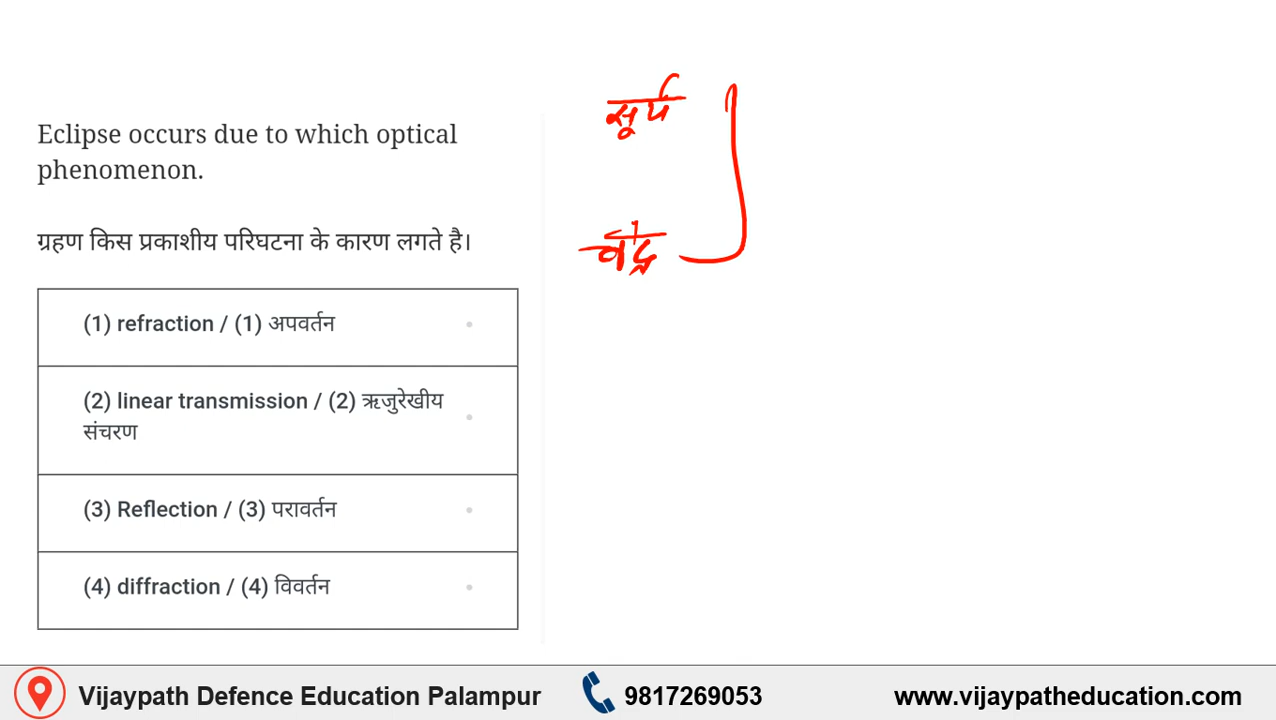 Eclipse occurs due to which optical
phenomenon.
ग्रहण किस प्रकाशीय परिघटना के कारण लगते है।
(1) refraction / (1) अपवर्तन
(2) linear transmission / (2) ऋजुरेखीय
संचरण
(3) Reflection / (3) परावर्तन
(4) diffraction / (4) विवर्तन
सूर्य
चंद्र
Vijaypath Defence Education Palampur
9817269053
www.vijaypatheducation.com